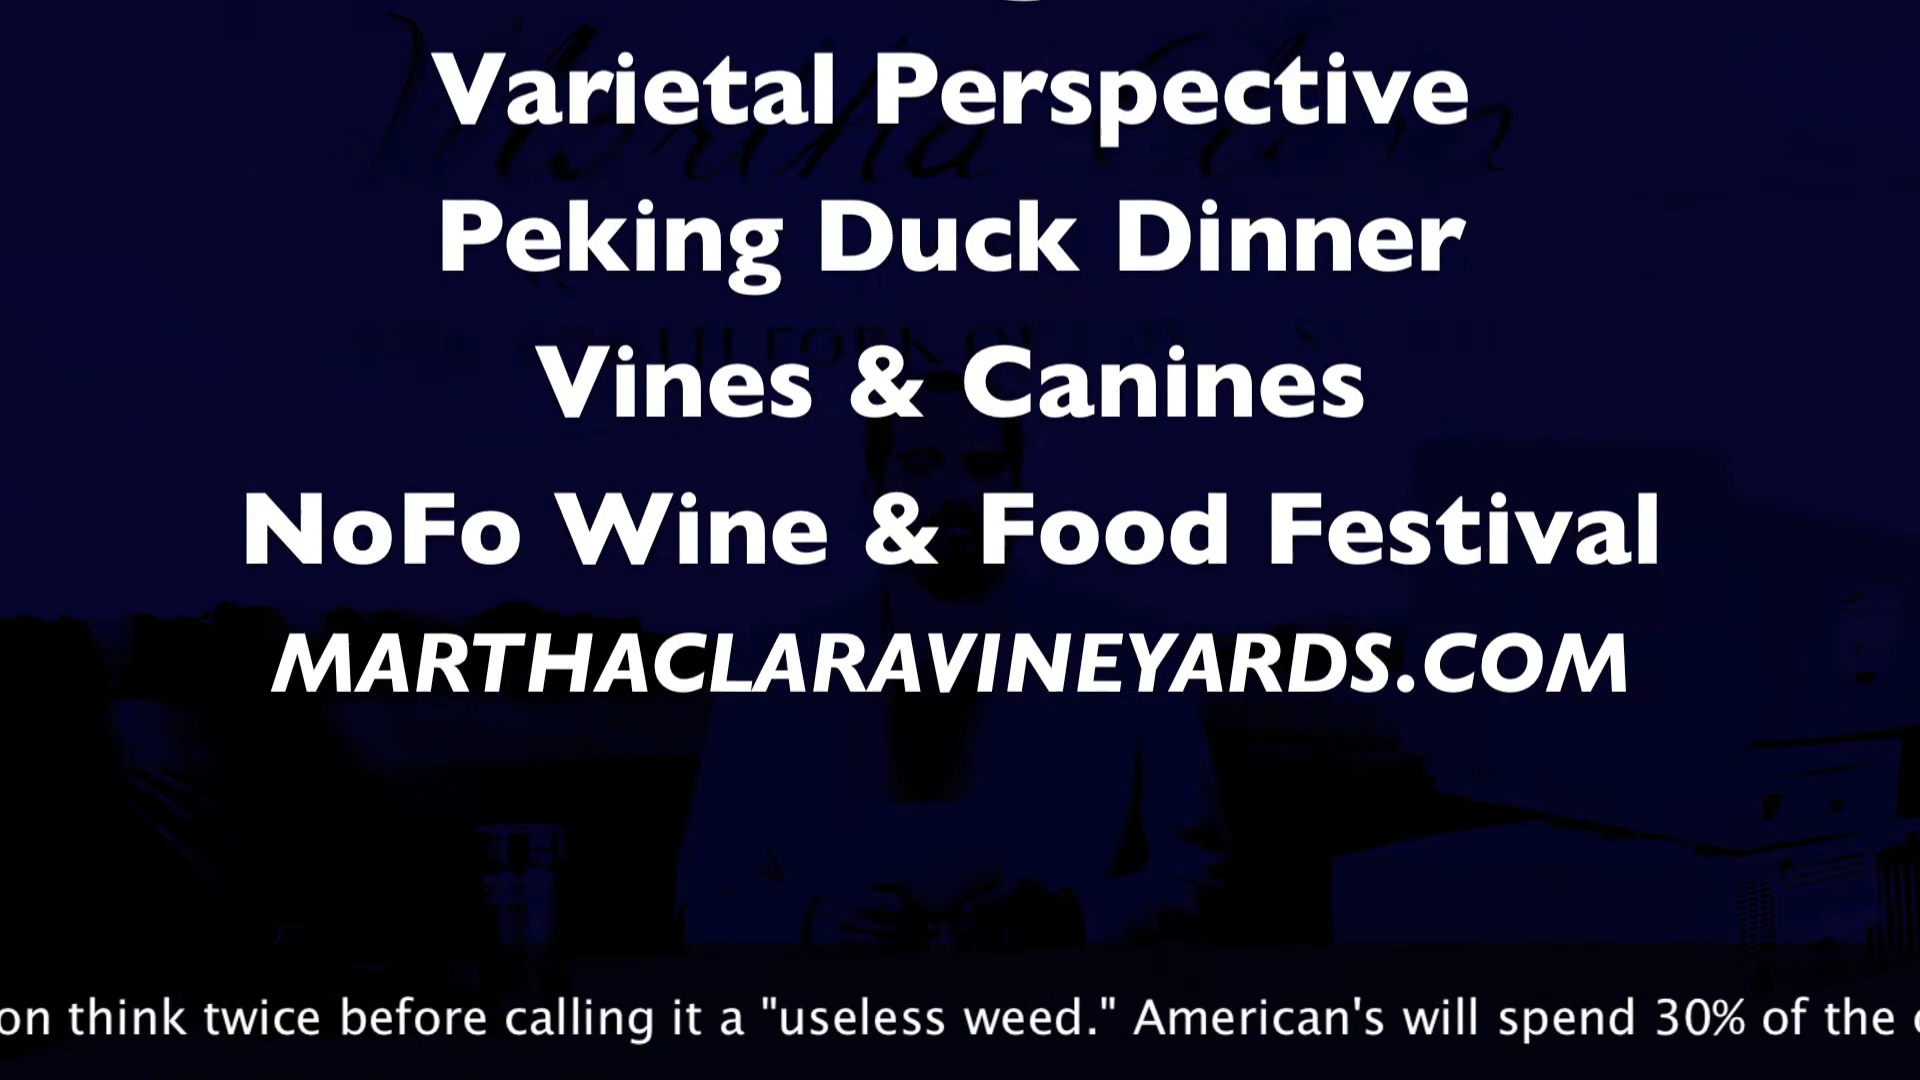 Varietal Perspective
Peking Duck Dinner
Vines & Canines
NoFo Wine & Food Festival
MARTHACLARAVINEYARDS.COM
on think twice before calling it a "useless weed." American's will spend 30% of the